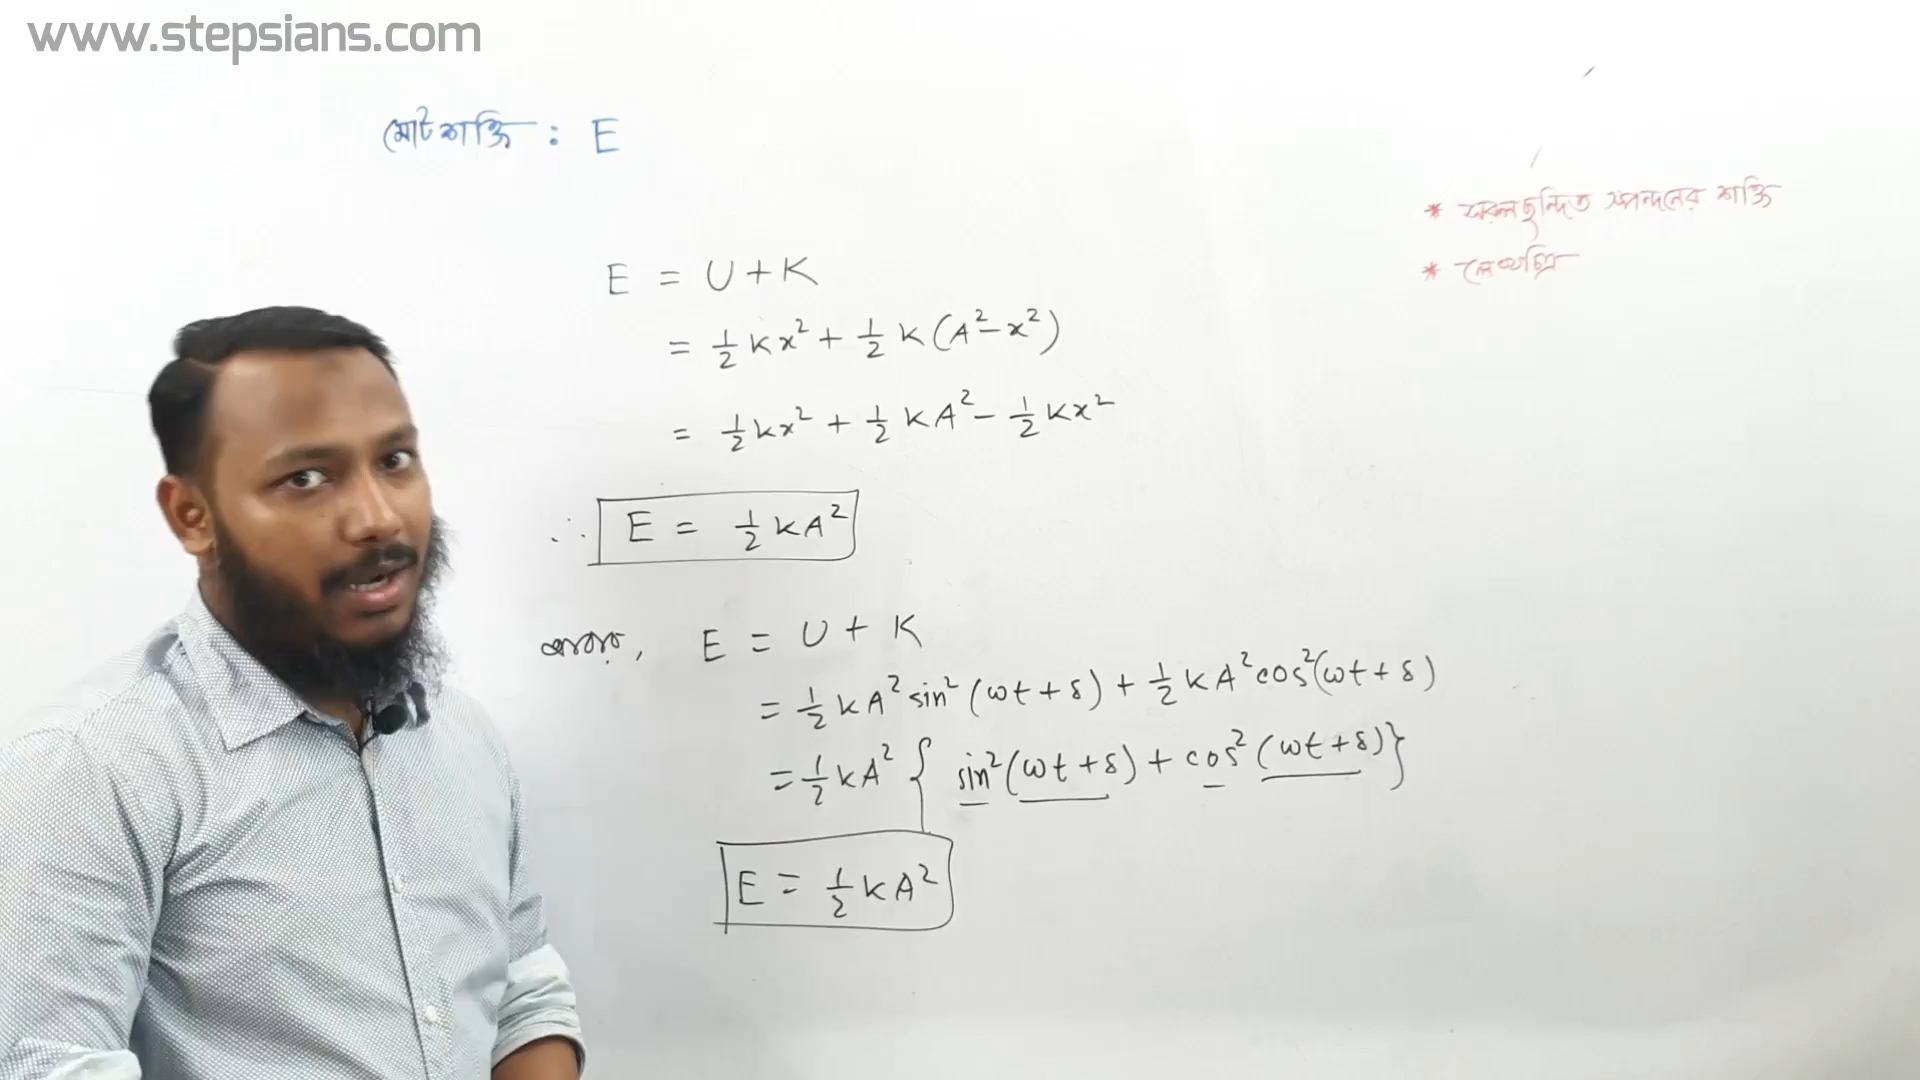 www.stepsians.com
মোট শক্তি : E
* সরলছন্দিত স্পন্দনের শক্তি
* লেখচিত্র
E = U + K
= 1/2 Kx² + 1/2 K (A² - x²)
= 1/2 kx² + 1/2 kA² - 1/2 kx²
∴ E = 1/2 kA²
আবার, E = U + K
= 1/2 kA² sin² (ωt + δ) + 1/2 kA² cos² (ωt + δ)
= 1/2 kA² { sin² (ωt + δ) + cos² (ωt + δ)}
E = 1/2 kA²